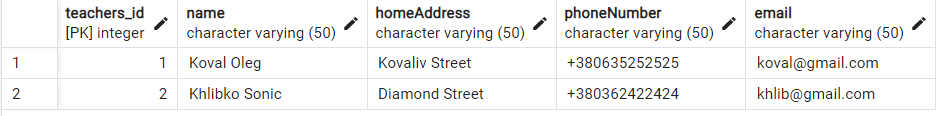 teachers_id name homeAddress phoneNumber email
[PK] integer character varying (50) character varying (50) character varying (50) character varying (50)
1 1 Koval Oleg Kovaliv Street +380635252525 koval@gmail.com
2 2 Khlibko Sonic Diamond Street +380362422424 khlib@gmail.com